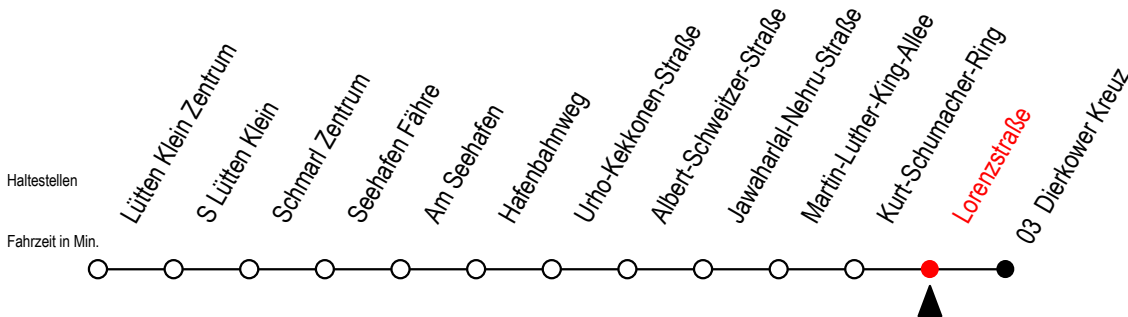 Haltestellen
Lütten Klein Zentrum
S Lütten Klein
Schmarl Zentrum
Seehafen Fähre
Am Seehafen
Hafenbahnweg
Urho-Kekkonen-Straße
Albert-Schweitzer-Straße
Jawaharlal-Nehru-Straße
Martin-Luther-King-Allee
Kurt-Schumacher-Ring
Lorenzstraße
03 Dierkower Kreuz
Fahrzeit in Min.